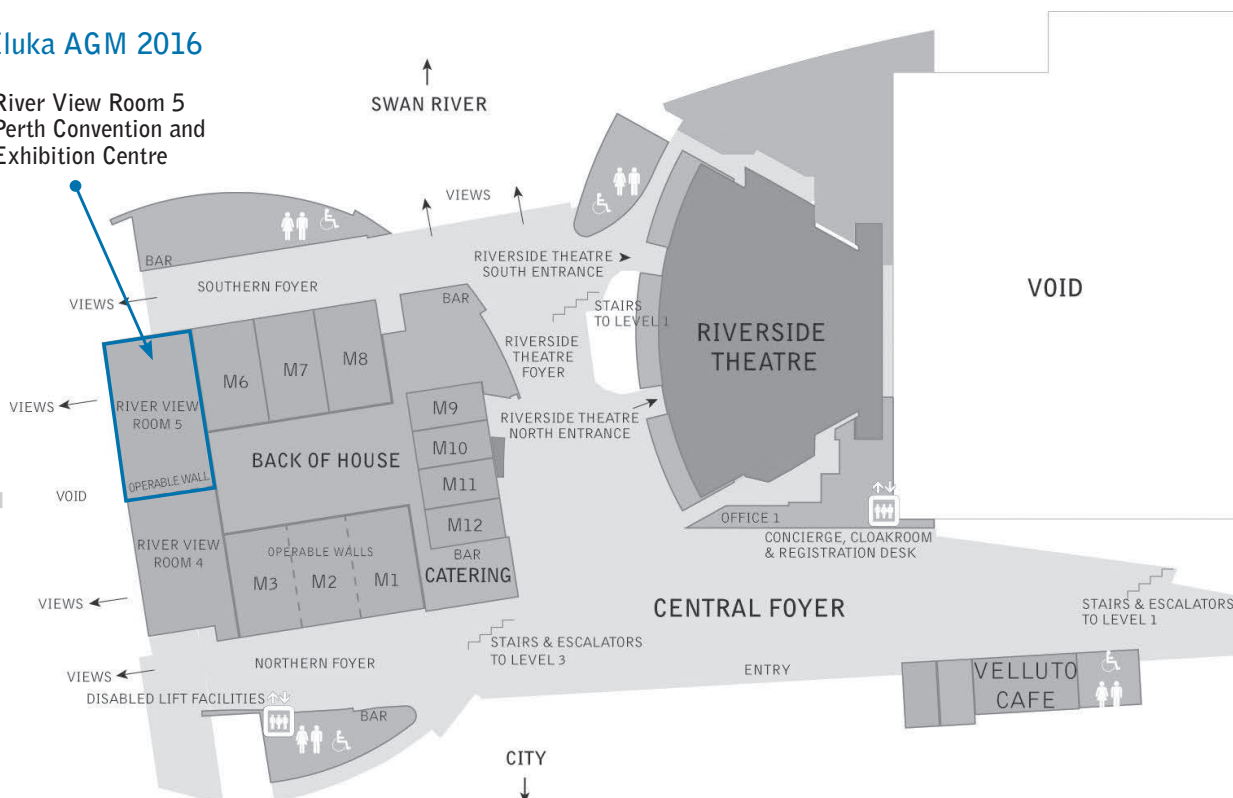 Iluka AGM 2016
River View Room 5
Perth Convention and
Exhibition Centre
SWAN RIVER
VIEWS
BAR
SOUTHERN FOYER
VIEWS
RIVERSIDE THEATRE
SOUTH ENTRANCE
BAR
STAIRS
TO LEVEL 1
RIVERSIDE
THEATRE
FOYER
RIVERSIDE
THEATRE
VOID
M6
M7
M8
VIEWS
RIVER VIEW
ROOM 5
M9
RIVERSIDE THEATRE
NORTH ENTRANCE
M10
BACK OF HOUSE
OPERABLE WALL
VOID
M11
M12
OFFICE 1
CONCIERGE, CLOAKROOM
& REGISTRATION DESK
RIVER VIEW
ROOM 4
OPERABLE WALLS
M3
M2
M1
BAR
CATERING
VIEWS
CENTRAL FOYER
STAIRS & ESCALATORS
TO LEVEL 1
STAIRS & ESCALATORS
TO LEVEL 3
NORTHERN FOYER
VIEWS
ENTRY
VELLUTO
CAFE
DISABLED LIFT FACILITIES
BAR
CITY